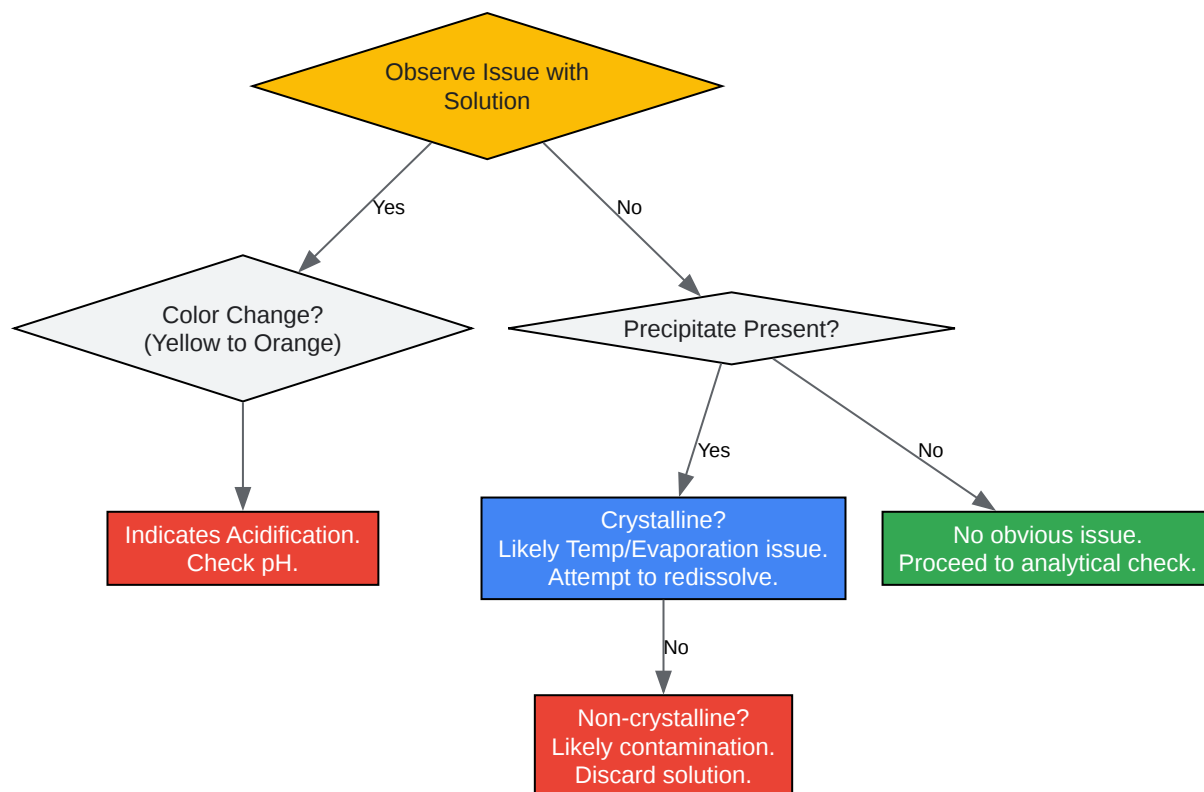 Observe Issue with
Solution
Yes
No
Color Change?
(Yellow to Orange)
Precipitate Present?
Yes
No
Indicates Acidification.
Check pH.
Crystalline?
Likely Temp/Evaporation issue.
Attempt to redissolve.
No obvious issue.
Proceed to analytical check.
No
Non-crystalline?
Likely contamination.
Discard solution.